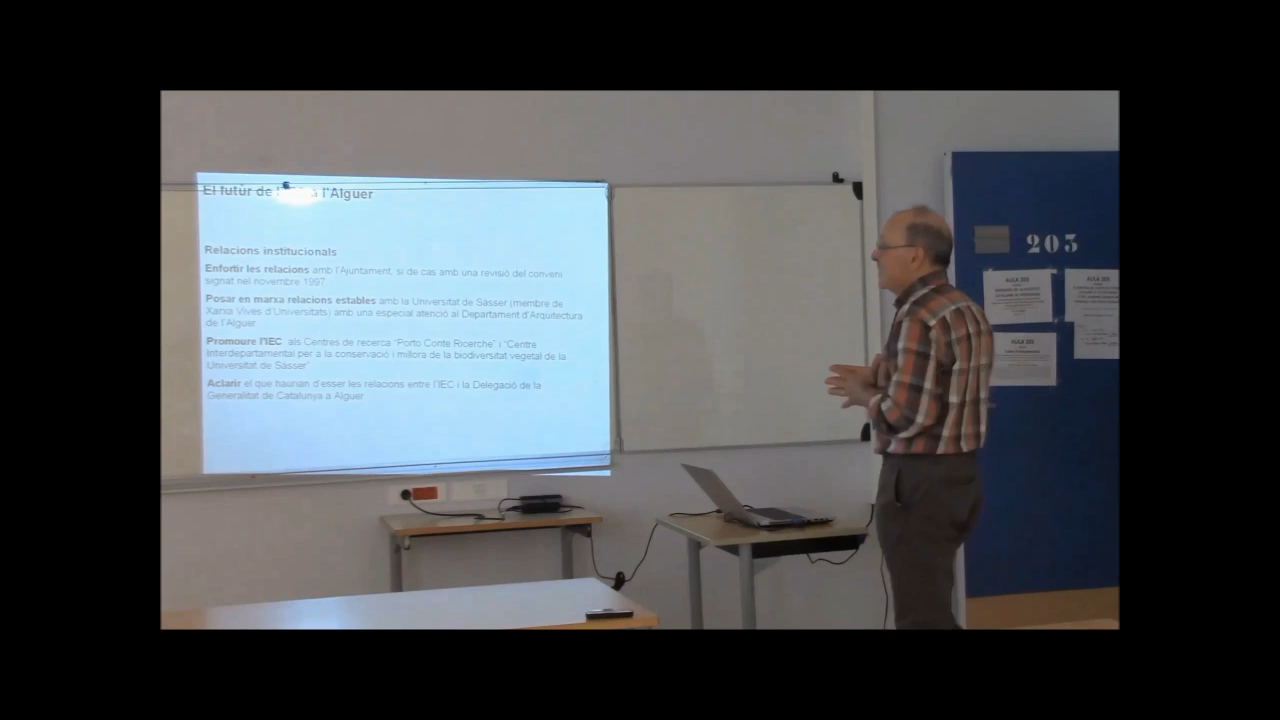 El futur de l' a l'Alguer
Relacions institucionals
Enfortir les relacions amb l'Ajuntament, si de cas amb una revisió del conveni
signat nel novembre 1997
Posar en marxa relacions estables amb la Universitat de Sàsser (membre de
Xarxa Vives d'Universitats) amb una especial atenció al Departament d'Arquitectura
de l'Alguer
Promoure l'IEC als Centres de recerca "Porto Conte Ricerche" i "Centre
Interdepartamental per a la conservació i millora de la biodiversitat vegetal de la
Universitat de Sàsser"
Aclarir el que haurian d'esser les relacions entre l'IEC i la Delegació de la
Generalitat de Catalunya a Alguer
203
AULA 203
AULA 203
AULA 203